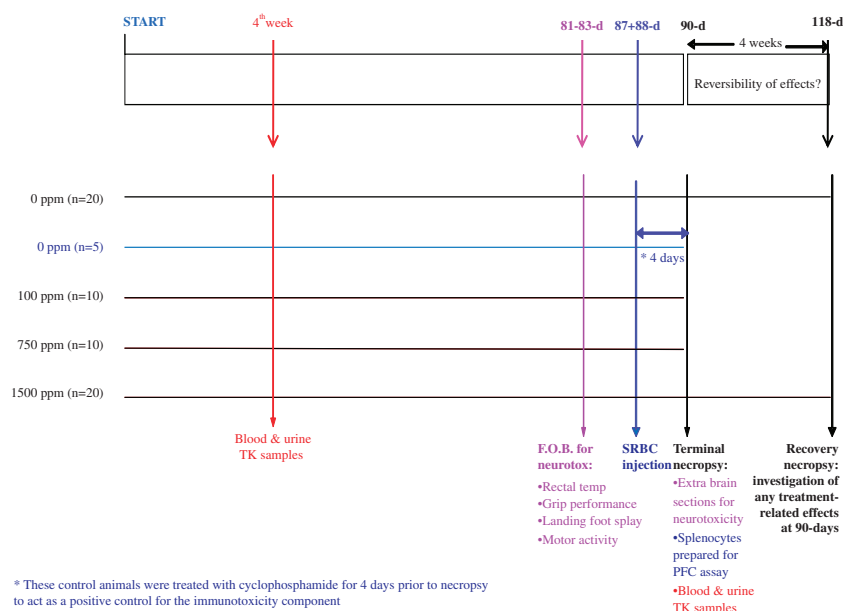 START
4th week
81-83-d
87+88-d
90-d
118-d
4 weeks
Reversibility of effects?
0 ppm (n=20)
0 ppm (n=5)
* 4 days
100 ppm (n=10)
750 ppm (n=10)
1500 ppm (n=20)
Blood & urine
TK samples
F.O.B. for
neurotox:
•Rectal temp
•Grip performance
•Landing foot splay
•Motor activity
SRBC
injection
Terminal
necropsy:
•Extra brain
sections for
neurotoxicity
•Splenocytes
prepared for
PFC assay
•Blood & urine
TK samples
Recovery
necropsy:
investigation of
any treatment-
related effects
at 90-days
* These control animals were treated with cyclophosphamide for 4 days prior to necropsy
to act as a positive control for the immunotoxicity component